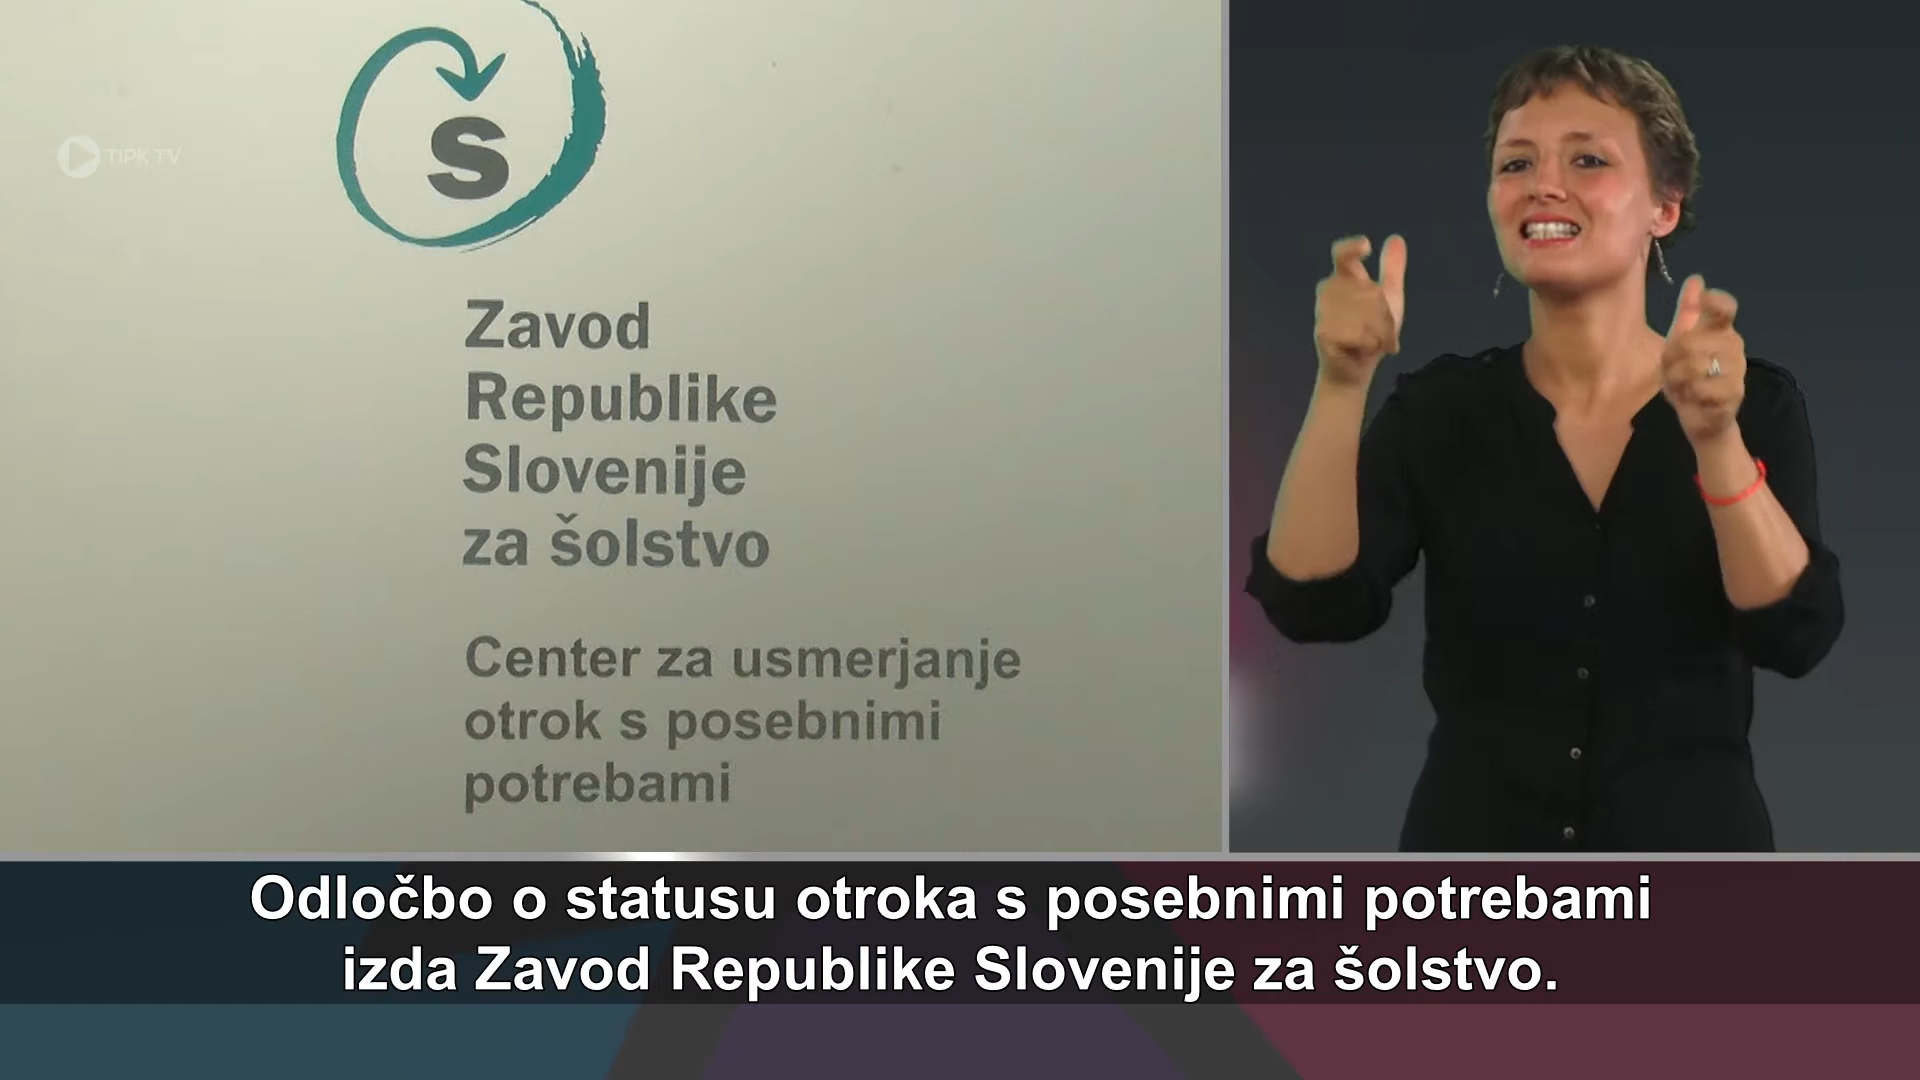 TIPK TV
S
Zavod
Republike
Slovenije
za šolstvo
Center za usmerjanje
otrok s posebnimi
potrebami
Odločbo o statusu otroka s posebnimi potrebami
izda Zavod Republike Slovenije za šolstvo.